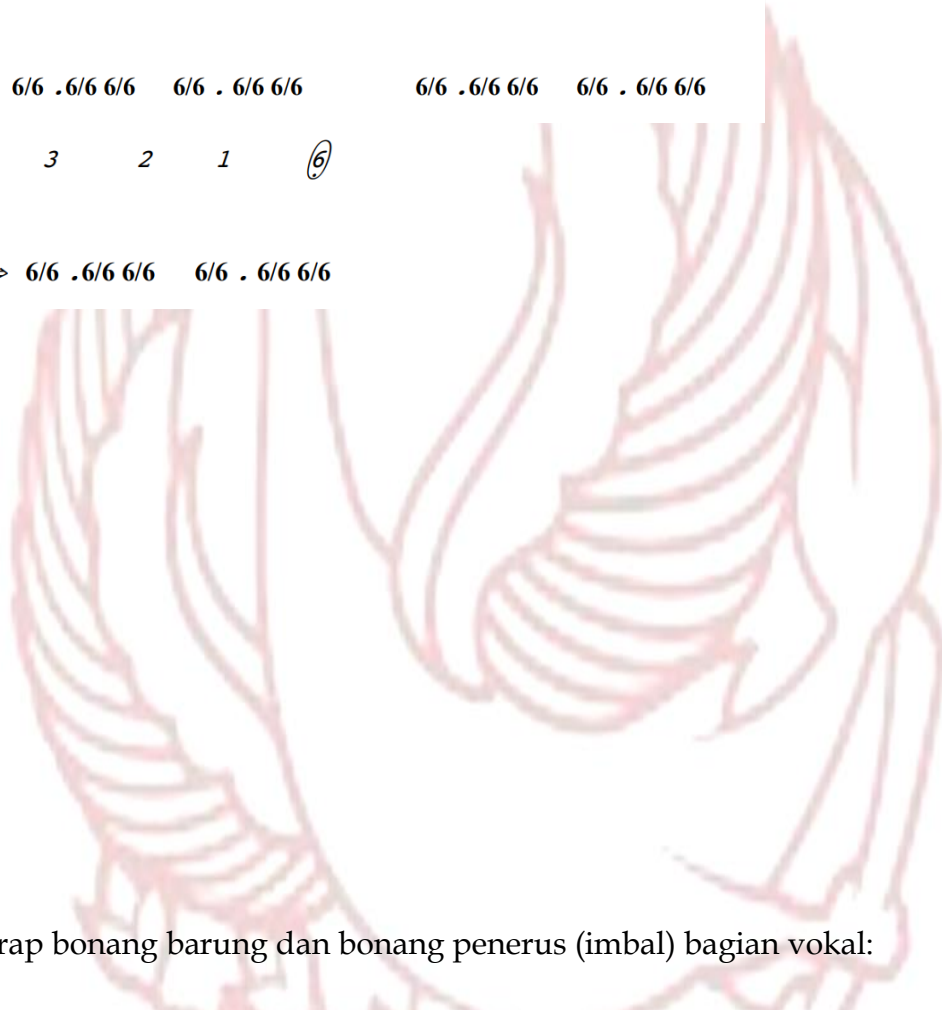 6/6 .6/6 6/6 6/6 . 6/6 6/6 6/6 .6/6 6/6 6/6 . 6/6 6/6
3 2 1 6̣
> 6/6 .6/6 6/6 6/6 . 6/6 6/6
rap bonang barung dan bonang penerus (imbal) bagian vokal: